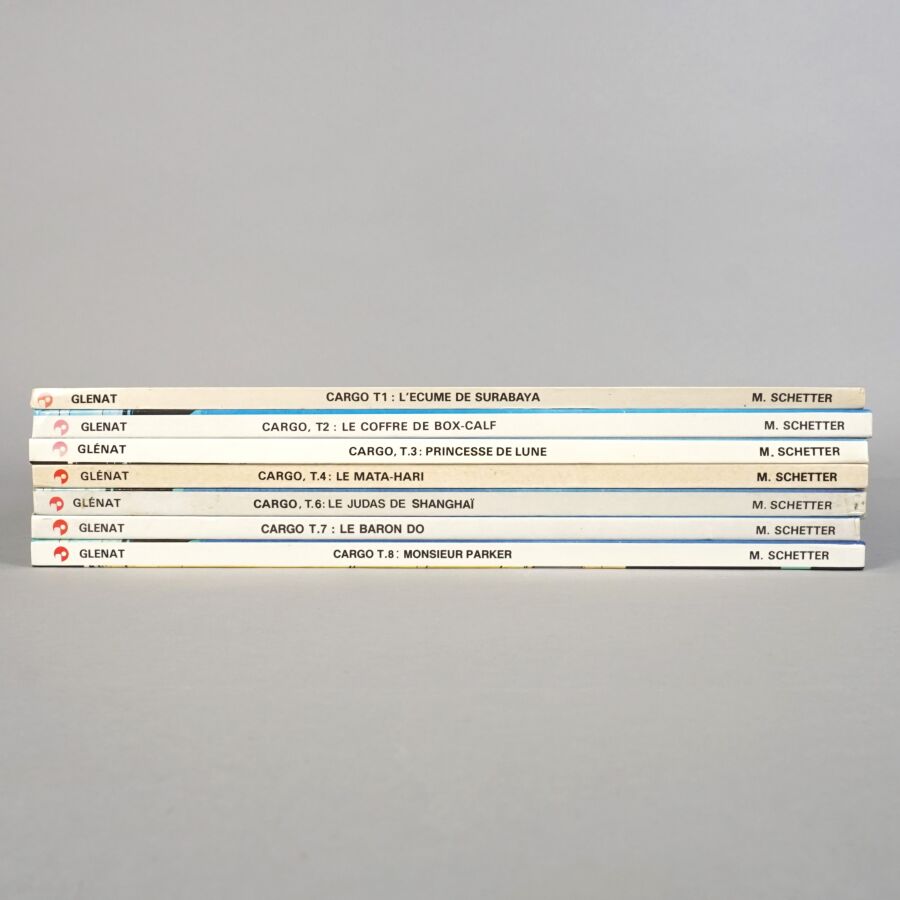 GLENAT CARGO T1 : L'ECUME DE SURABAYA M. SCHETTER
GLENAT CARGO, T2 : LE COFFRE DE BOX-CALF M. SCHETTER
GLÉNAT CARGO, T.3 : PRINCESSE DE LUNE M. SCHETTER
GLÉNAT CARGO, T.4 : LE MATA-HARI M. SCHETTER
GLÉNAT CARGO, T.6 : LE JUDAS DE SHANGHAÏ M. SCHETTER
GLENAT CARGO T.7 : LE BARON DO M. SCHETTER
GLENAT CARGO T.8 : MONSIEUR PARKER M. SCHETTER